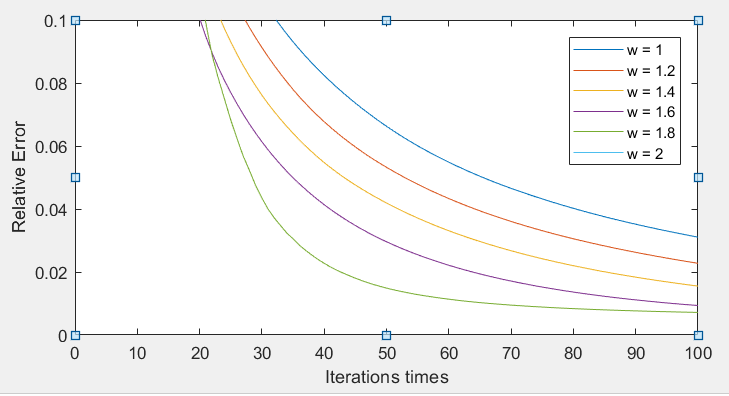 0.1
0.08
0.06
0.04
0.02
0
Relative Error
w = 1
w = 1.2
w = 1.4
w = 1.6
w = 1.8
w = 2
0 10 20 30 40 50 60 70 80 90 100
Iterations times